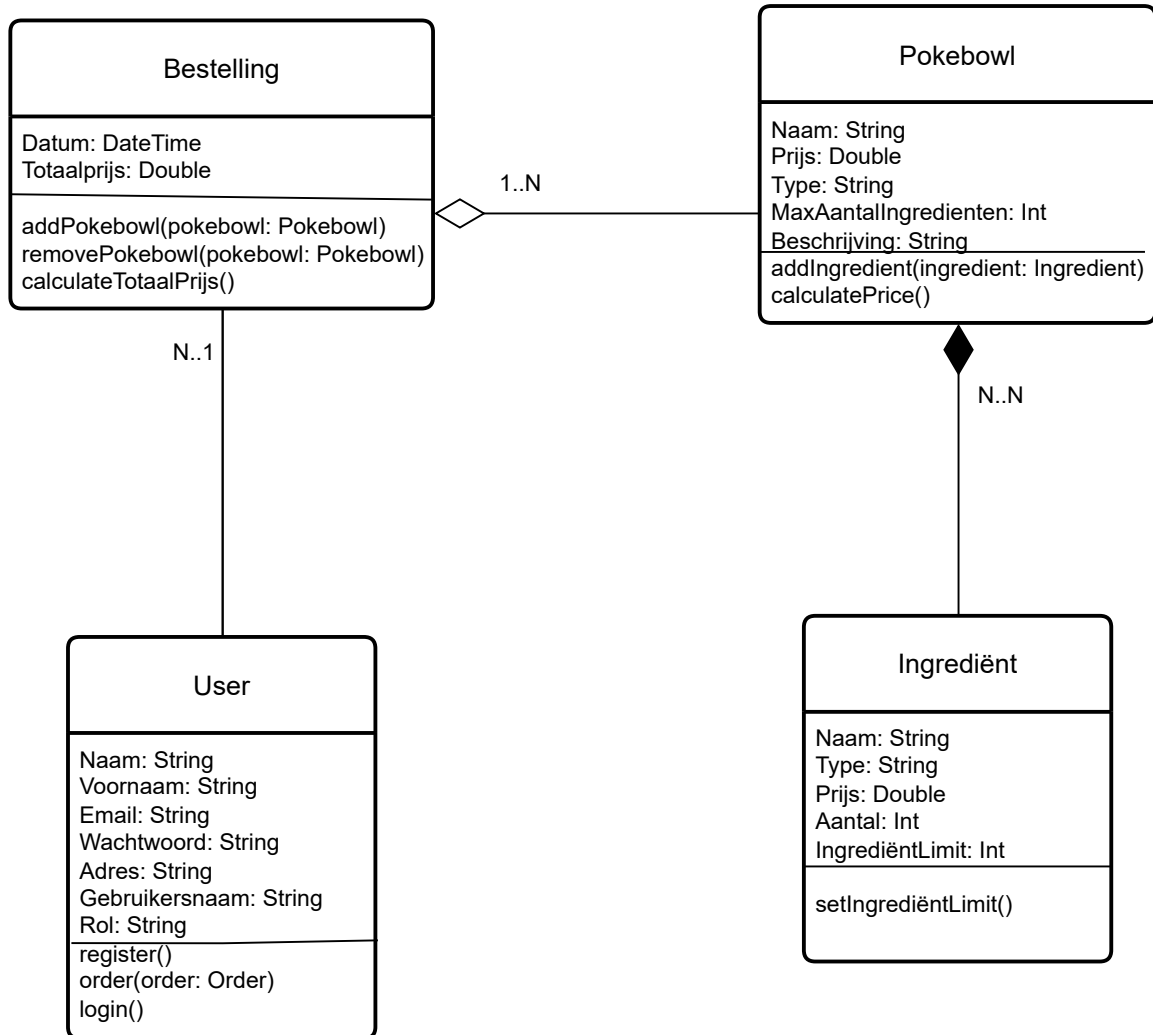 Bestelling
Datum: DateTime
Totaalprijs: Double
addPokebowl(pokebowl: Pokebowl)
removePokebowl(pokebowl: Pokebowl)
calculateTotaalPrijs()
1..N
Pokebowl
Naam: String
Prijs: Double
Type: String
MaxAantalIngredienten: Int
Beschrijving: String
addIngredient(ingredient: Ingredient)
calculatePrice()
N..1
N..N
User
Naam: String
Voornaam: String
Email: String
Wachtwoord: String
Adres: String
Gebruikersnaam: String
Rol: String
register()
order(order: Order)
login()
Ingrediënt
Naam: String
Type: String
Prijs: Double
Aantal: Int
IngrediëntLimit: Int
setIngrediëntLimit()